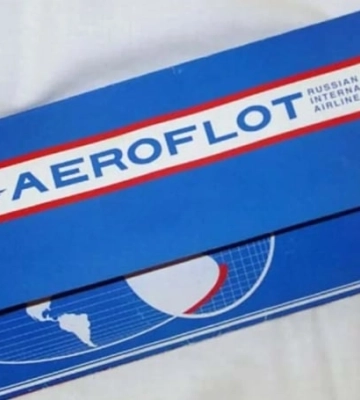 AEROFLOT
RUSSIAN
INTERNA
AIRLINE